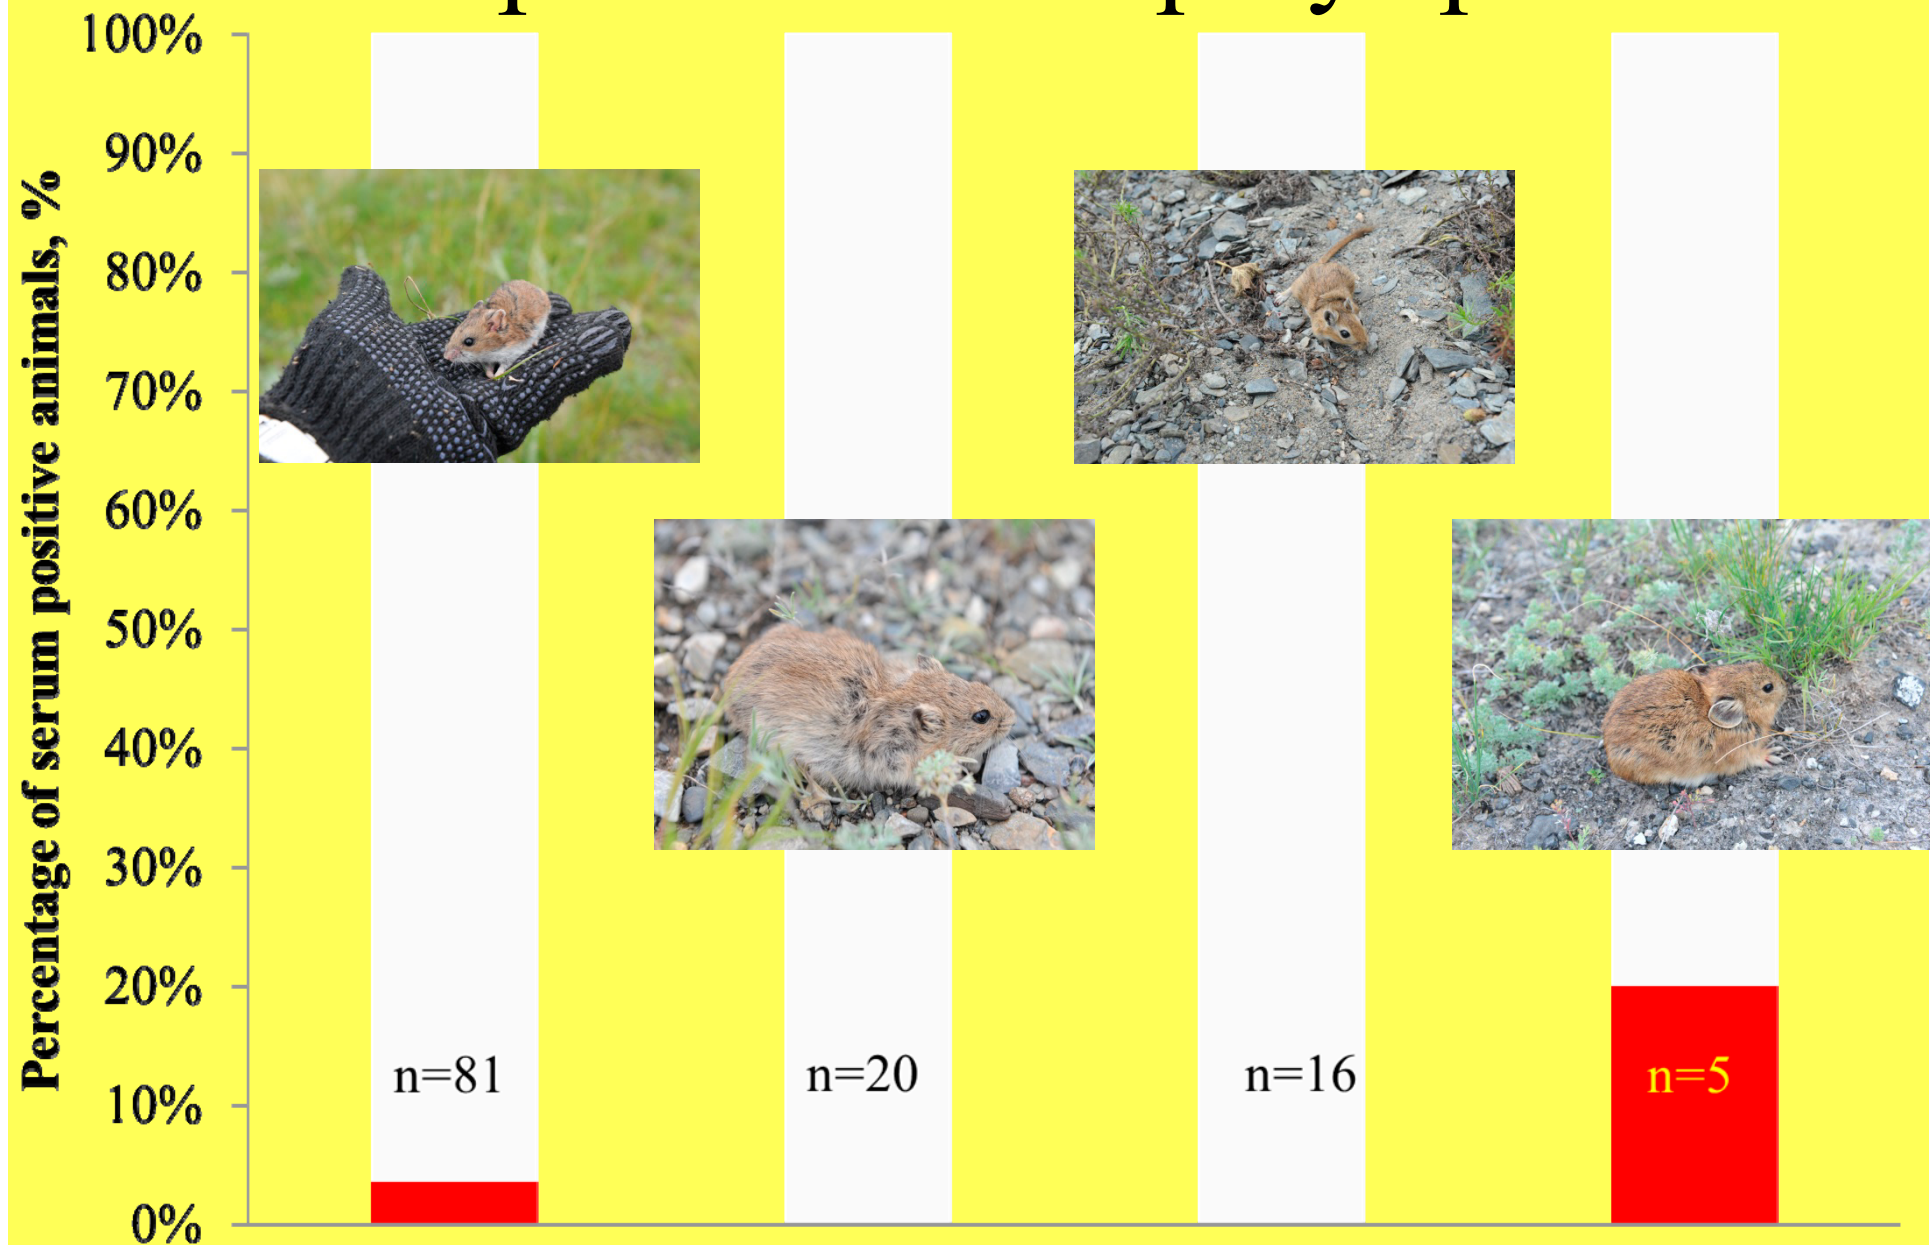 100%
90%
80%
70%
60%
50%
40%
30%
20%
10%
0%
Percentage of serum positive animals, %
n=81
n=20
n=16
n=5